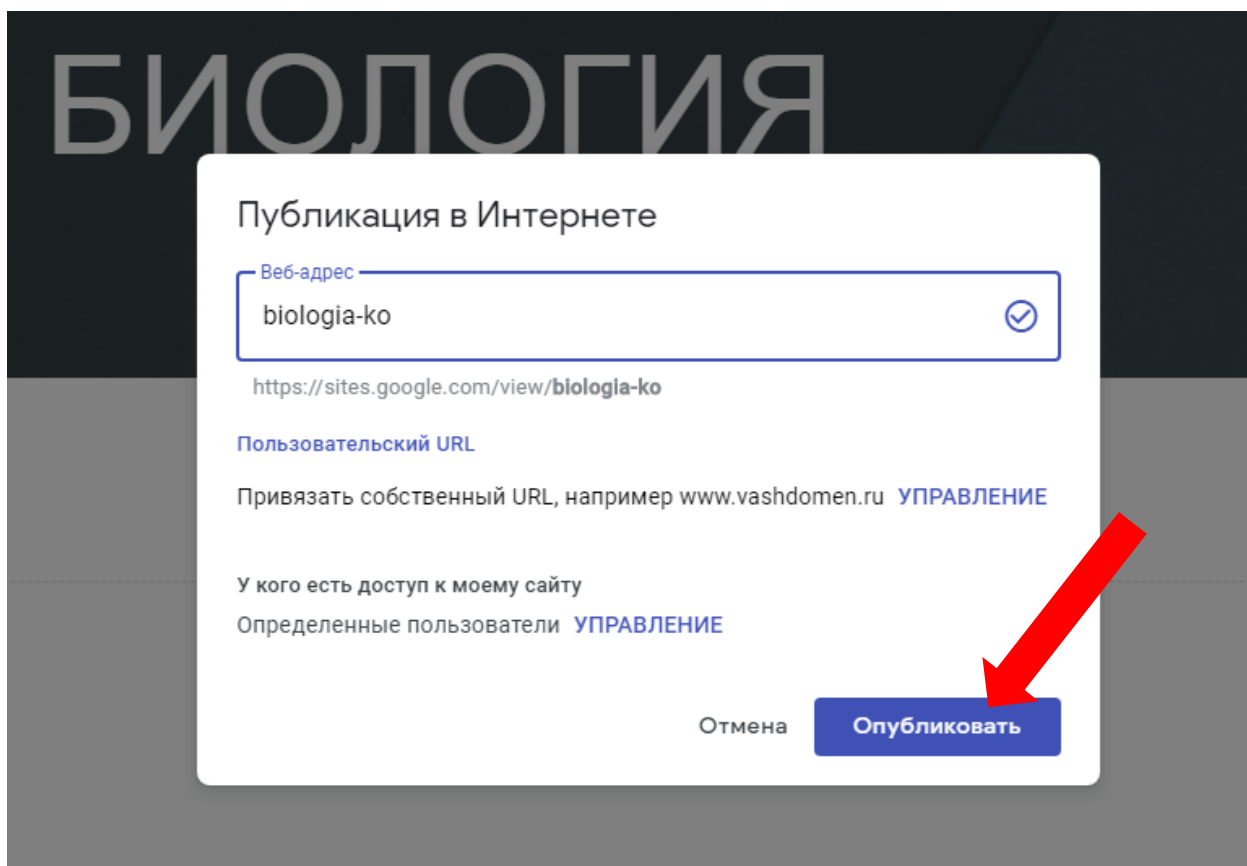 БИОЛОГИЯ
Публикация в Интернете
Веб-адрес
biologia-ko
https://sites.google.com/view/biologia-ko
Пользовательский URL
Привязать собственный URL, например www.vashdomen.ru УПРАВЛЕНИЕ
У кого есть доступ к моему сайту
Определенные пользователи УПРАВЛЕНИЕ
Отмена Опубликовать